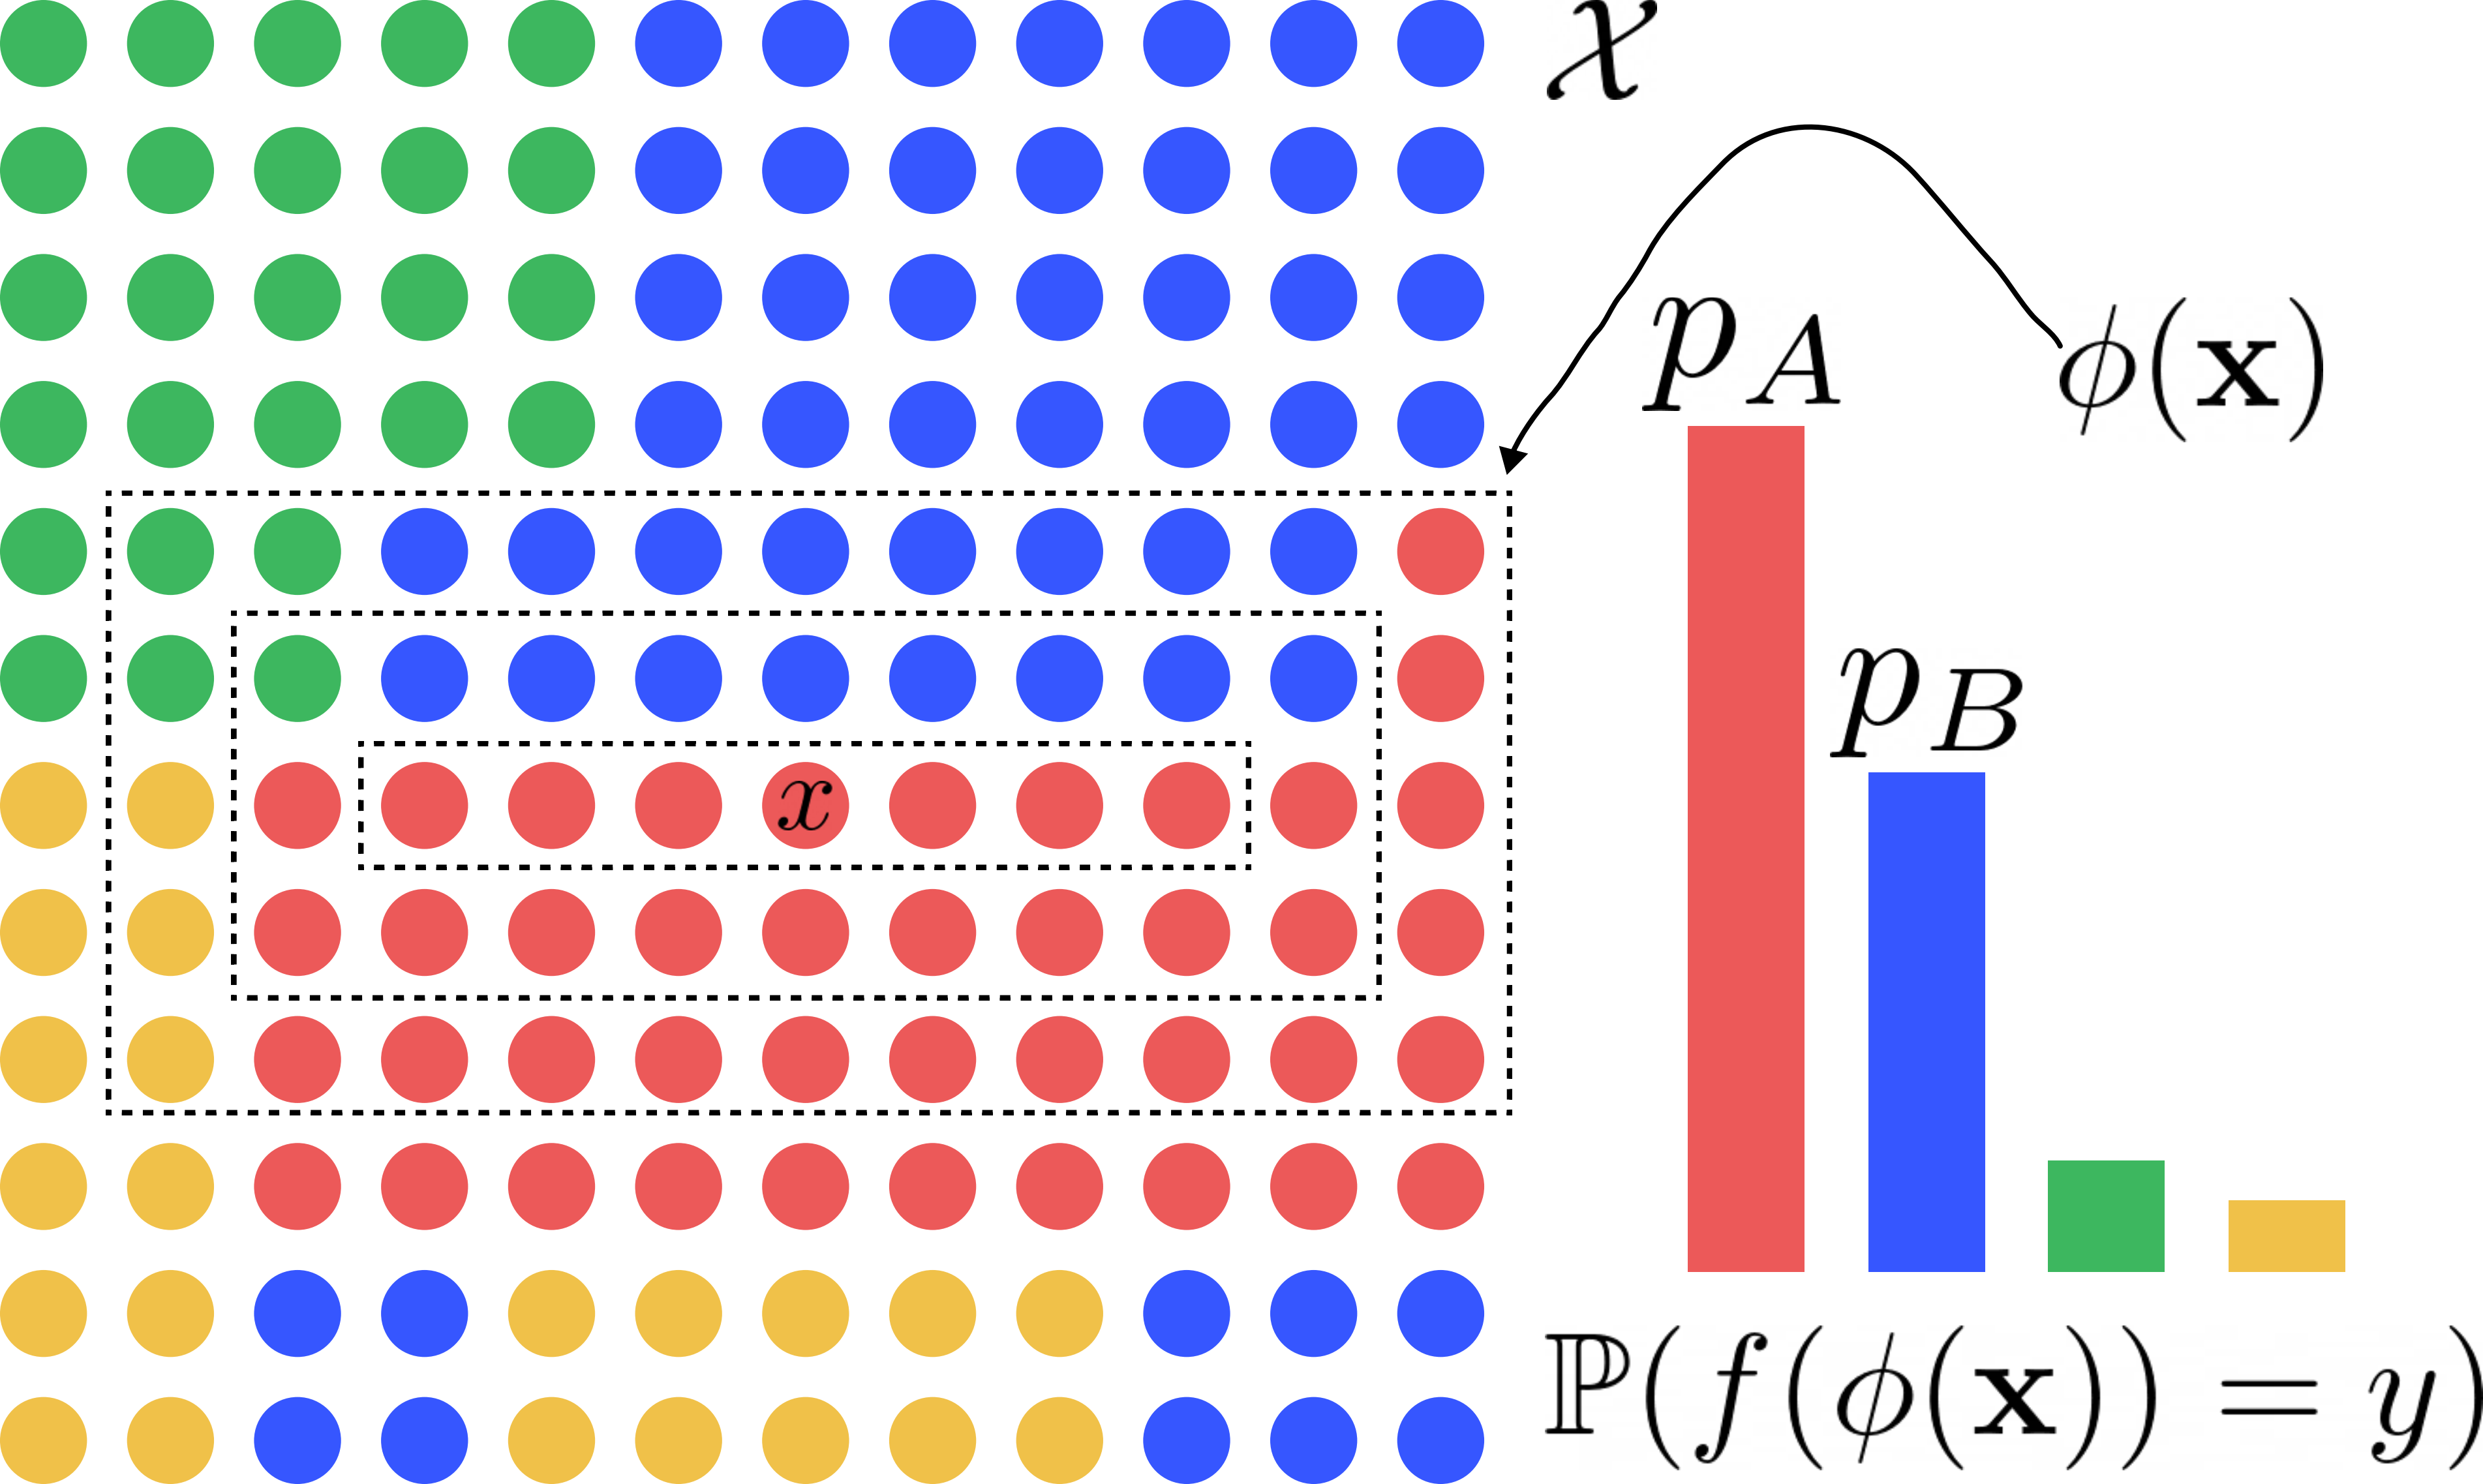 𝒳
p_A
ϕ(𝐱)
p_B
x
ℙ(f(ϕ(𝐱)) = y)